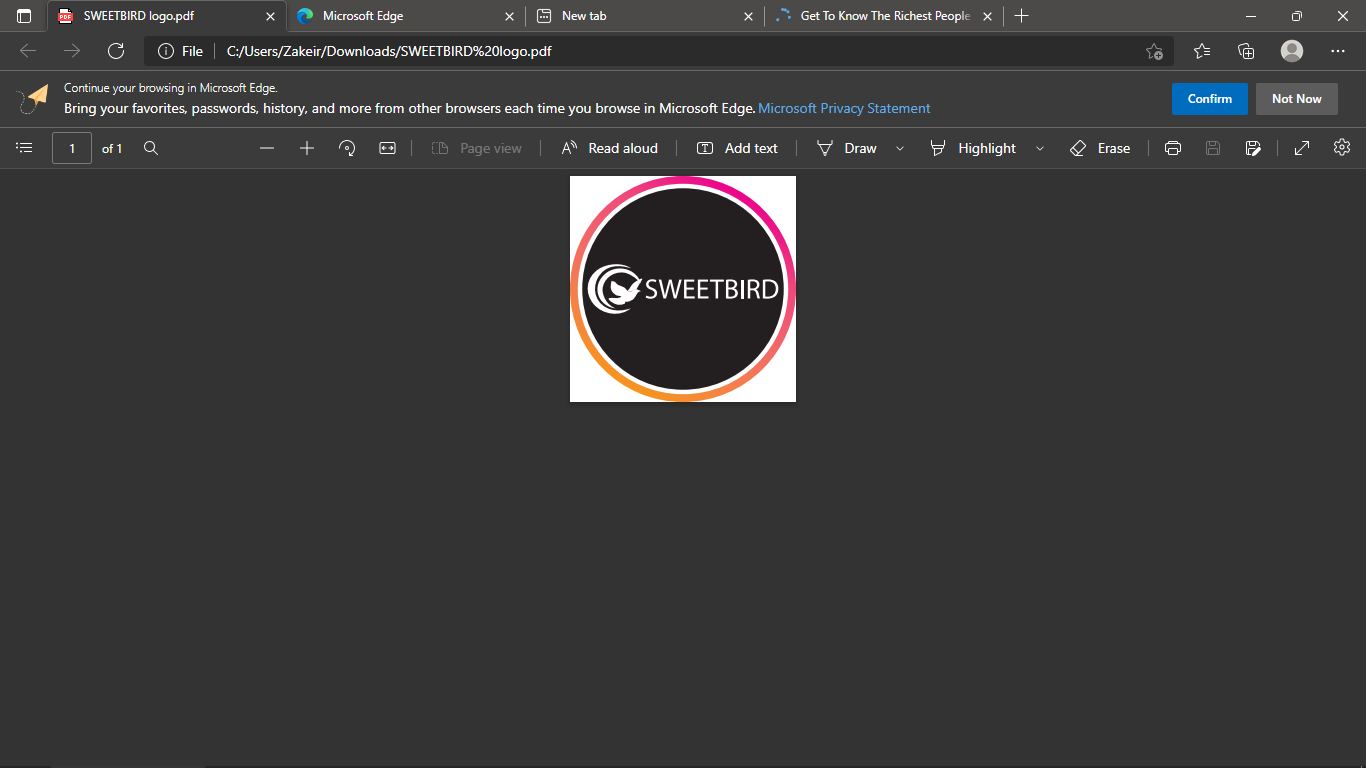 SWEETBIRD logo.pdf
Microsoft Edge
New tab
Get To Know The Richest People
File
C:/Users/Zakeir/Downloads/SWEETBIRD%20logo.pdf
Continue your browsing in Microsoft Edge.
Bring your favorites, passwords, history, and more from other browsers each time you browse in Microsoft Edge. Microsoft Privacy Statement
Confirm
Not Now
1 of 1
Page view
Read aloud
Add text
Draw
Highlight
Erase
SWEETBIRD